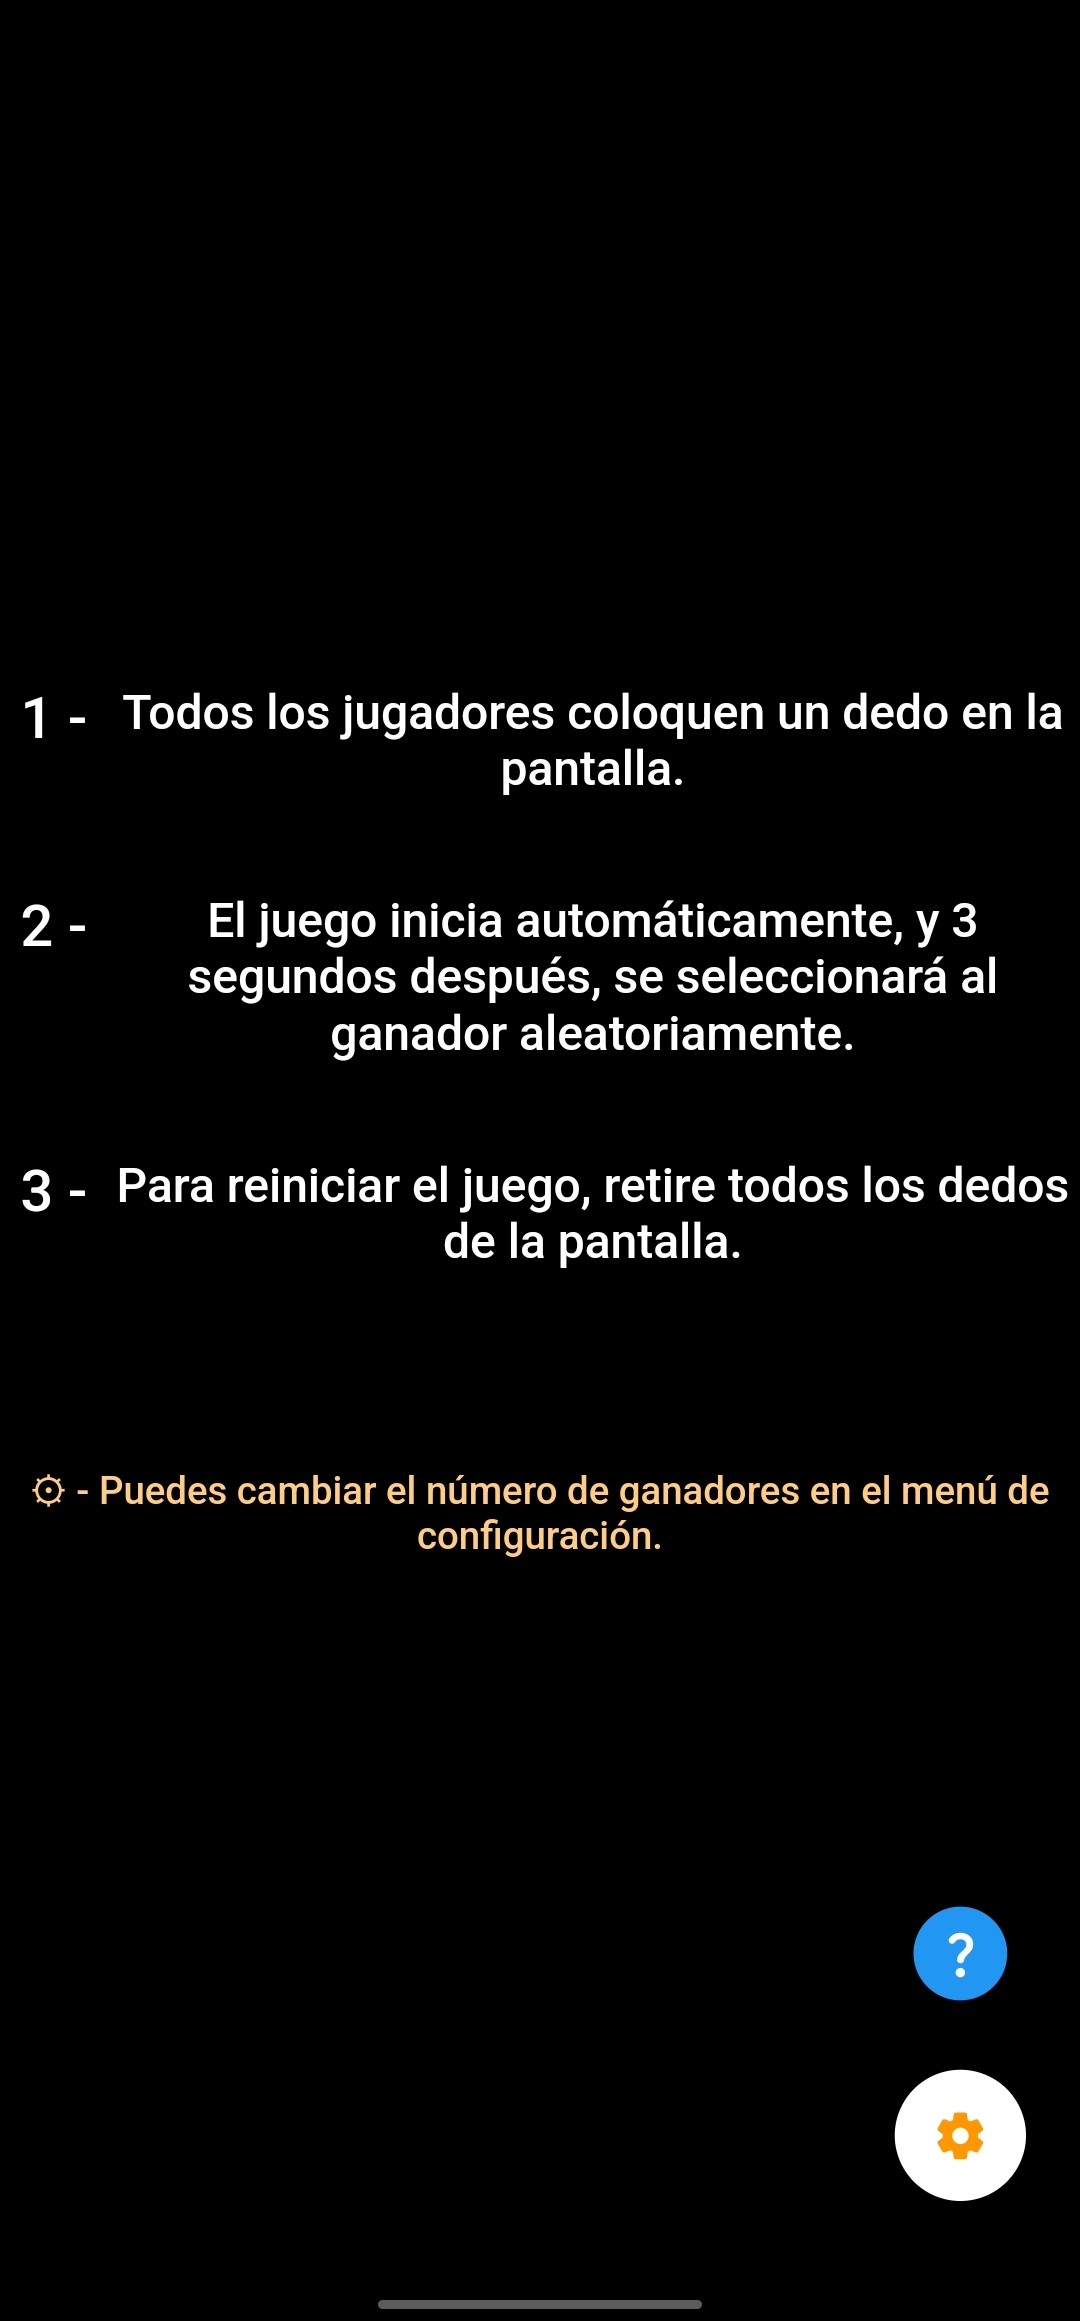 1 - Todos los jugadores coloquen un dedo en la
pantalla.
2 - El juego inicia automáticamente, y 3
segundos después, se seleccionará al
ganador aleatoriamente.
3 - Para reiniciar el juego, retire todos los dedos
de la pantalla.
⚙ - Puedes cambiar el número de ganadores en el menú de
configuración.
?